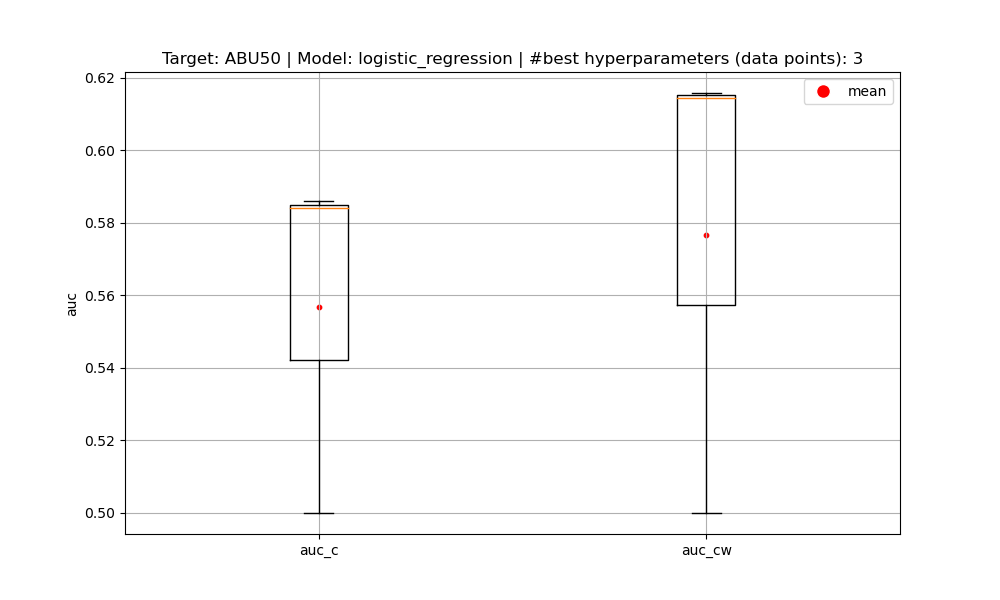 Target: ABU50 | Model: logistic_regression | #best hyperparameters (data points): 3
mean
0.62
0.60
0.58
0.56
0.54
0.52
0.50
auc
auc_c
auc_cw